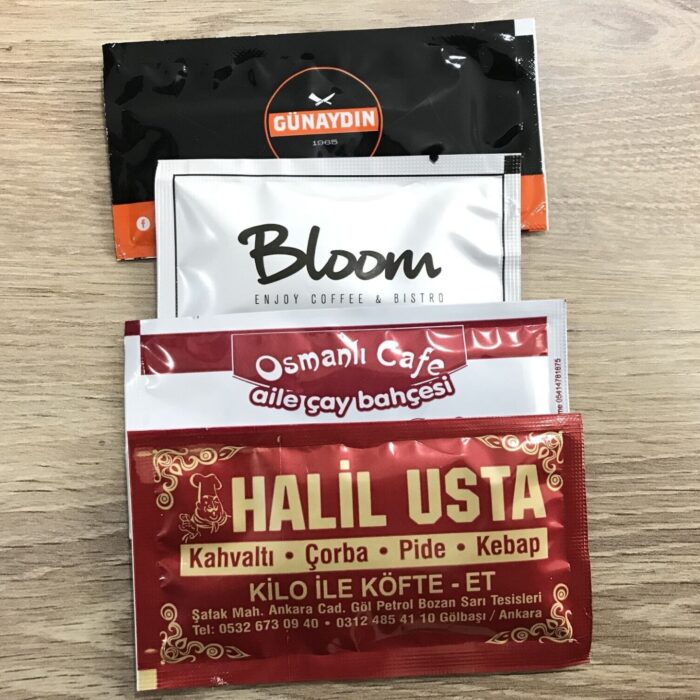 GÜNAYDIN
1965
f
Bloom
ENJOY COFFEE & BISTRO
Osmanlı Cafe
aile çay bahçesi
05414781875
HALİL USTA
Kahvaltı • Çorba • Pide • Kebap
KİLO İLE KÖFTE - ET
Şafak Mah. Ankara Cad. Göl Petrol Bozan Sarı Tesisleri
Tel: 0532 673 09 40 • 0312 485 41 10 Gölbaşı / Ankara